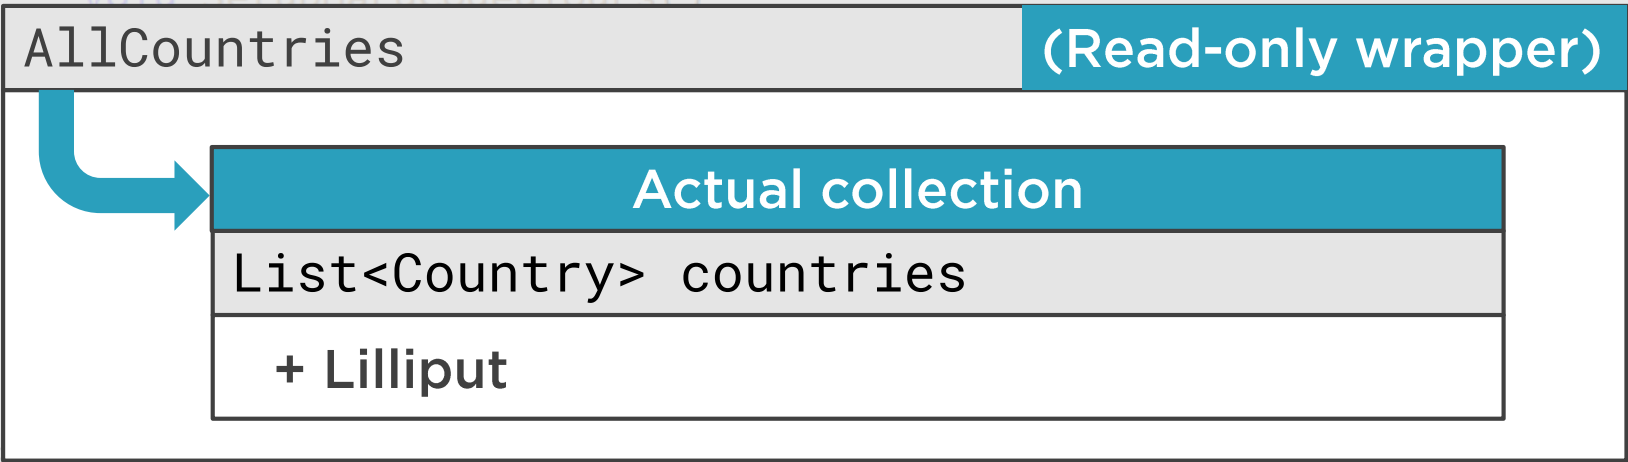 AllCountries
(Read-only wrapper)
Actual collection
List<Country> countries
+ Lilliput